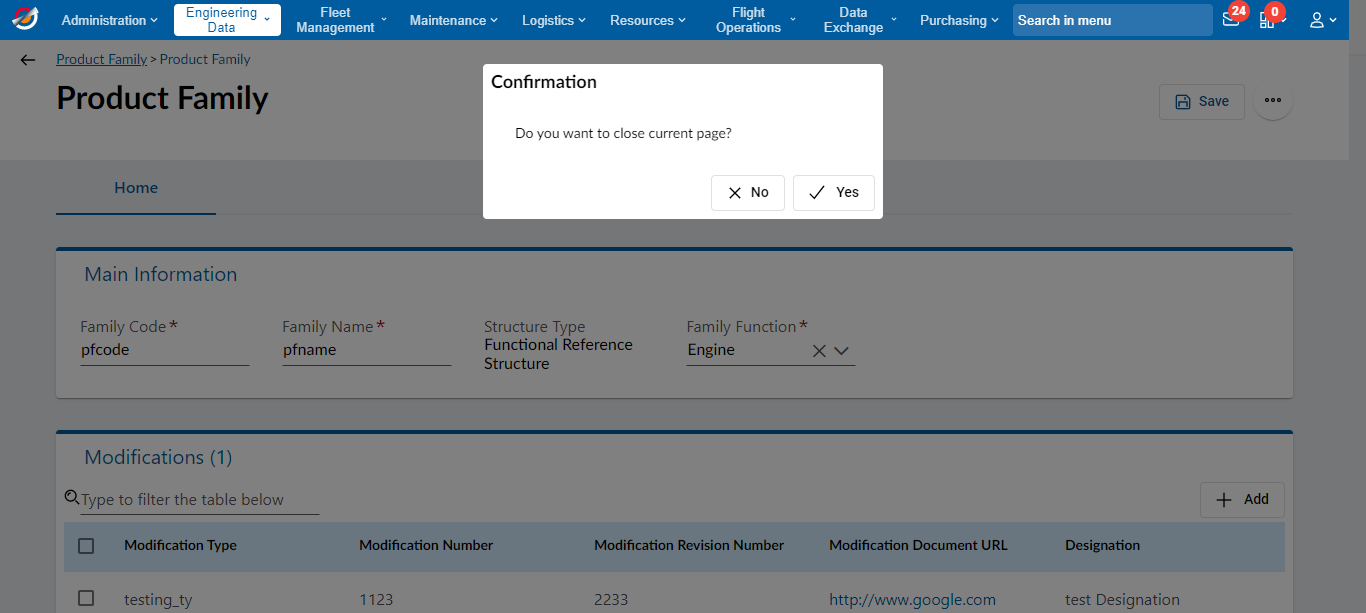 Administration
Engineering
Data
Fleet
Management
Maintenance
Logistics
Resources
Flight
Operations
Data
Exchange
Purchasing
Search in menu
24
0
Product Family > Product Family
Product Family
Save
Confirmation
Do you want to close current page?
No
Yes
Home
Main Information
Family Code*
pfcode
Family Name*
pfname
Structure Type
Functional Reference
Structure
Family Function*
Engine
Modifications (1)
Type to filter the table below
Add
Modification Type Modification Number Modification Revision Number Modification Document URL Designation
testing_ty 1123 2233 http://www.google.com test Designation